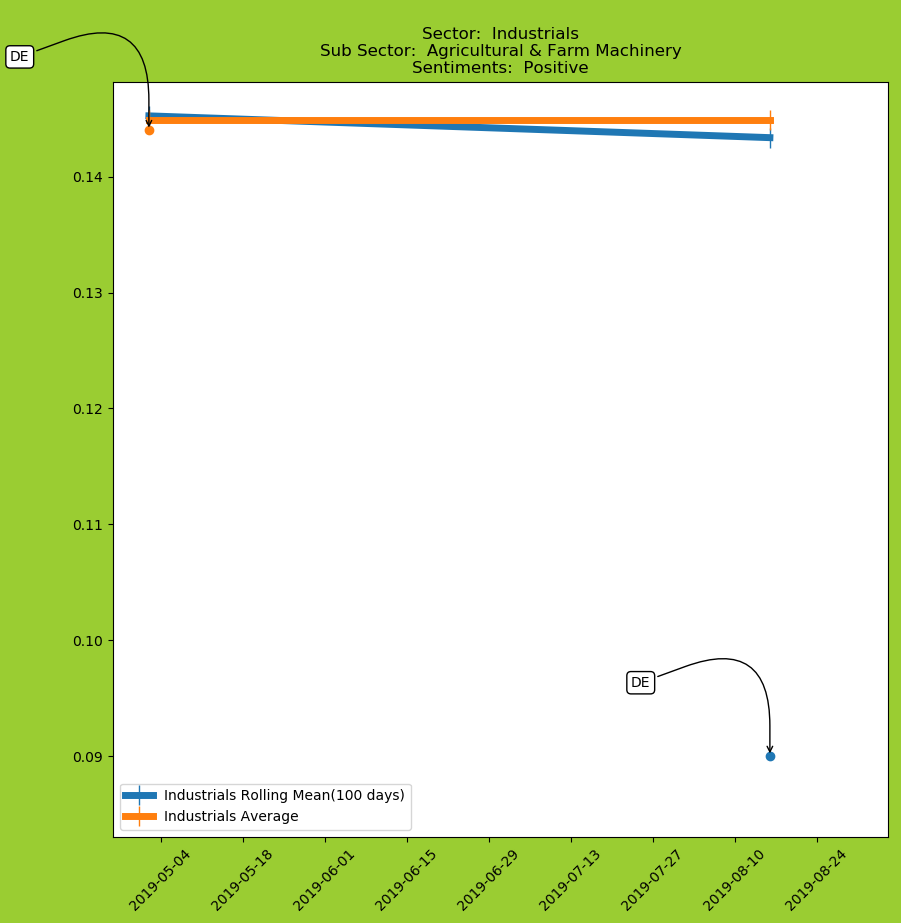 Sector:  Industrials
Sub Sector:  Agricultural & Farm Machinery
Sentiments:  Positive
DE
0.14
0.13
0.12
0.11
0.10
0.09
DE
Industrials Rolling Mean(100 days)
Industrials Average
2019-05-04
2019-05-18
2019-06-01
2019-06-15
2019-06-29
2019-07-13
2019-07-27
2019-08-10
2019-08-24